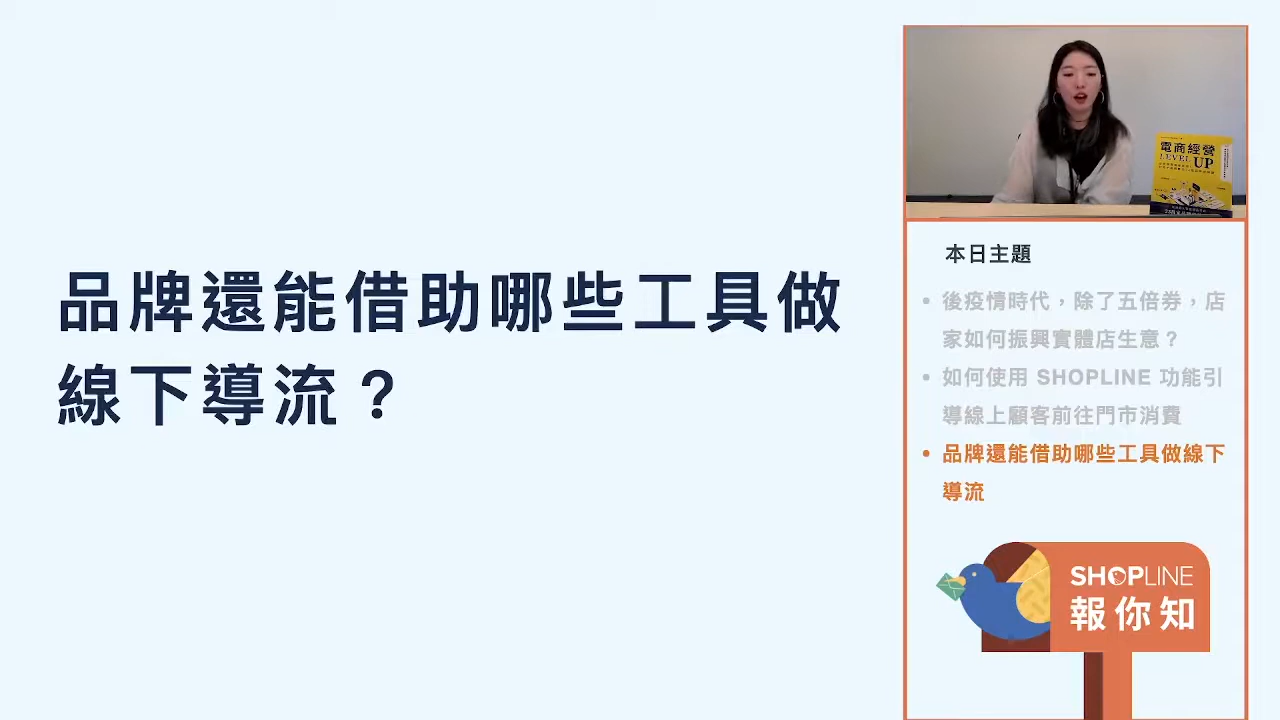 品牌還能借助哪些工具做
線下導流？
電商經營
LEVEL UP
本日主題
• 後疫情時代，除了五倍券，店
家如何振興實體店生意？
• 如何使用 SHOPLINE 功能引
導線上顧客前往門市消費
• 品牌還能借助哪些工具做線下
導流
SHOPLINE
報你知